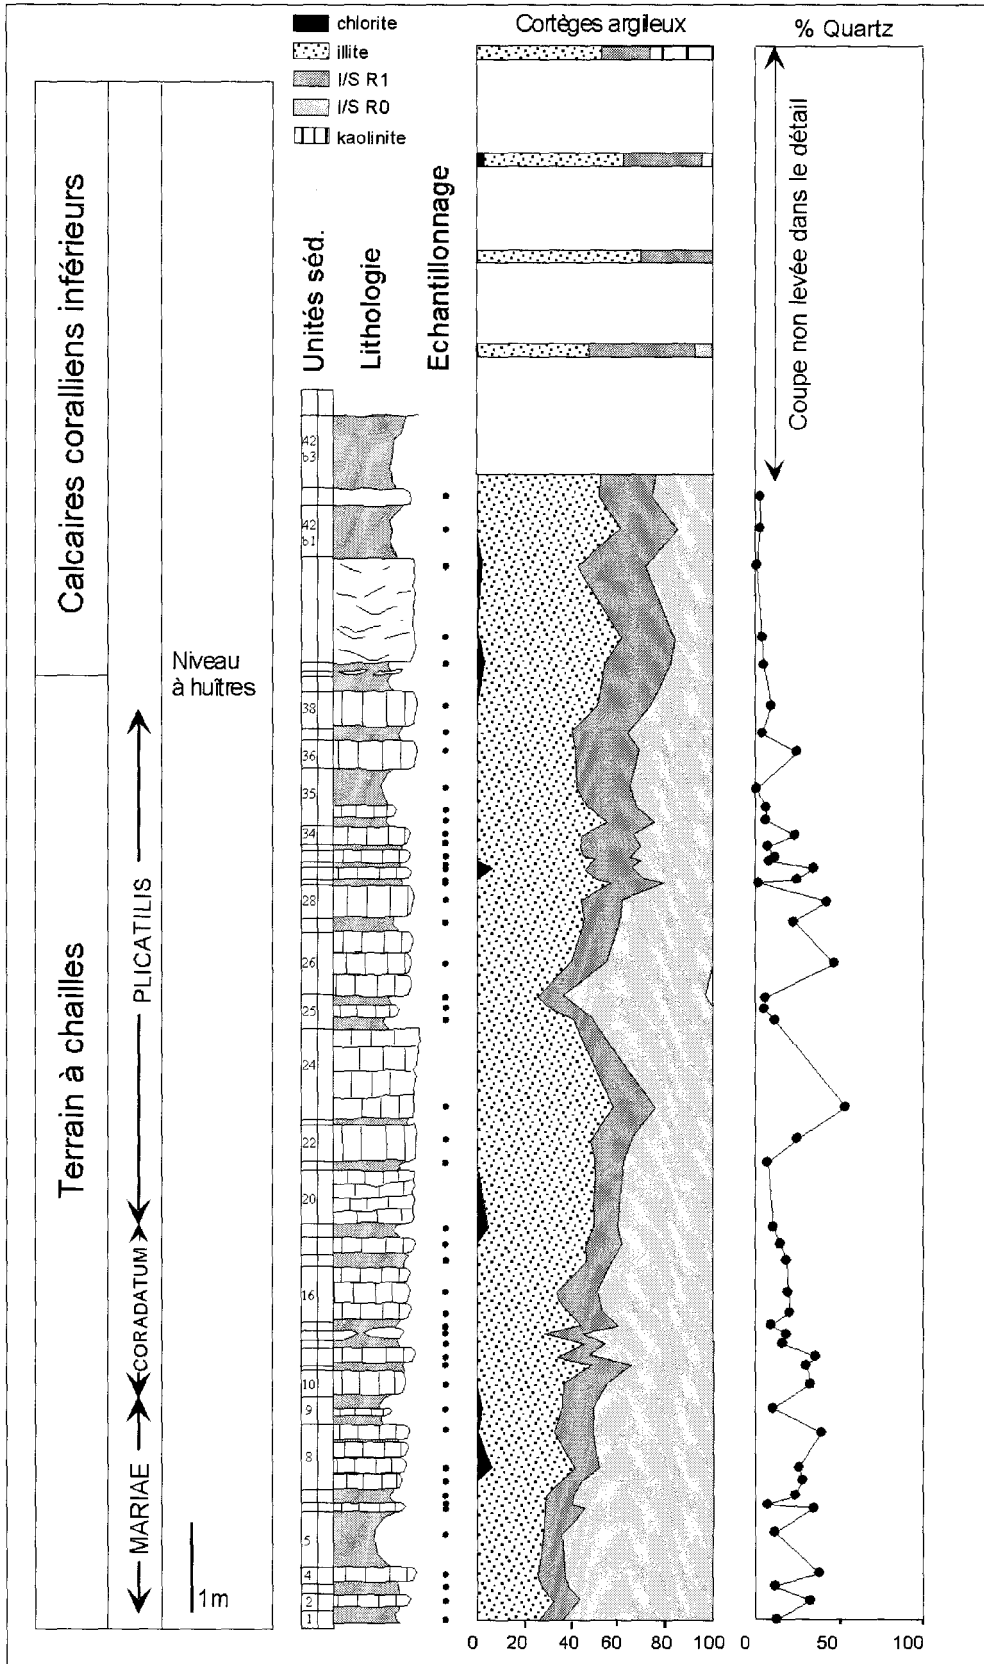 chlorite
illite
I/S R1
I/S R0
kaolinite
Cortèges argileux
% Quartz
Unités séd.
Lithologie
Echantillonnage
Coupe non levée dans le détail
Calcaires coralliens inférieurs
Terrain à chailles
Niveau
à huîtres
PLICATILIS
CORADATUM
MARIAE
1m
42
b3
42
b1
38
36
35
34
28
26
25
24
22
20
16
10
9
8
5
4
2
1
0 20 40 60 80 100
0 50 100